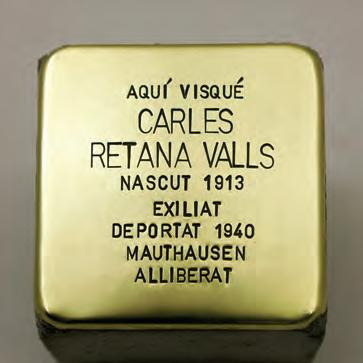 AQUÍ VISQUÉ
CARLES
RETANA VALLS
NASCUT 1913
EXILIAT
DEPORTAT 1940
MAUTHAUSEN
ALLIBERAT